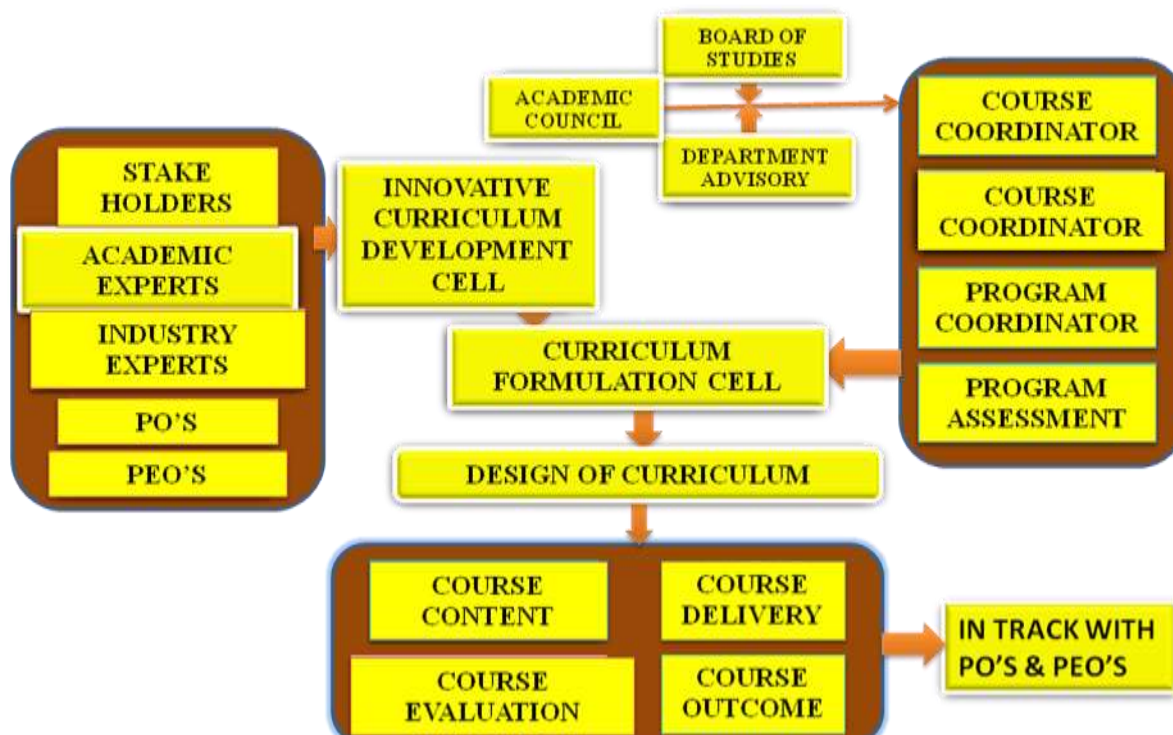 BOARD OF
STUDIES
ACADEMIC
COUNCIL
DEPARTMENT
ADVISORY
STAKE
HOLDERS
ACADEMIC
EXPERTS
INDUSTRY
EXPERTS
PO’S
PEO’S
INNOVATIVE
CURRICULUM
DEVELOPMENT
CELL
COURSE
COORDINATOR
COURSE
COORDINATOR
PROGRAM
COORDINATOR
PROGRAM
ASSESSMENT
CURRICULUM
FORMULATION CELL
DESIGN OF CURRICULUM
COURSE
CONTENT
COURSE
DELIVERY
COURSE
EVALUATION
COURSE
OUTCOME
IN TRACK WITH
PO’S & PEO’S